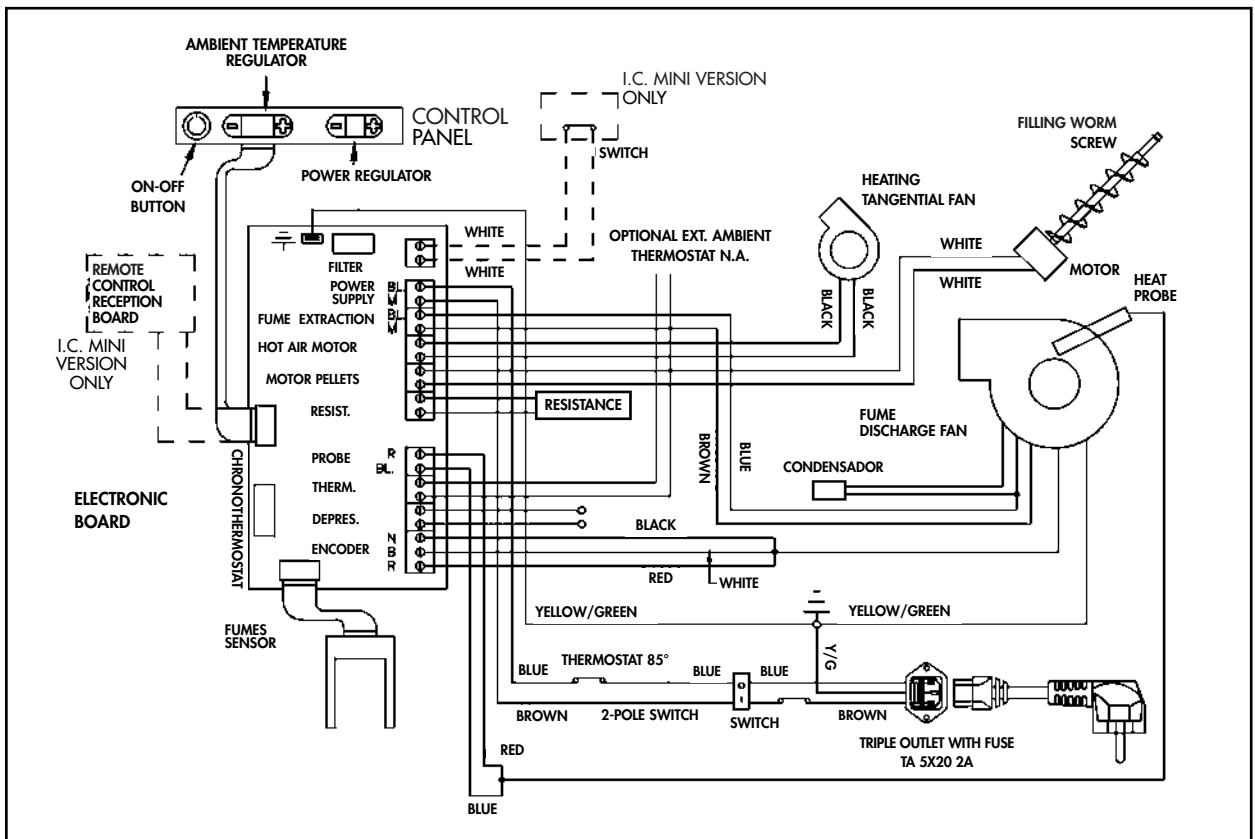 AMBIENT TEMPERATURE
REGULATOR
CONTROL
PANEL
ON-OFF
BUTTON
POWER REGULATOR
I.C. MINI VERSION
ONLY
SWITCH
FILLING WORM
SCREW
HEATING
TANGENTIAL FAN
WHITE
WHITE
OPTIONAL EXT. AMBIENT
THERMOSTAT N.A.
WHITE
WHITE
MOTOR
HEAT
PROBE
BLACK
BLACK
REMOTE
CONTROL
RECEPTION
BOARD
I.C. MINI
VERSION
ONLY
FILTER
POWER
SUPPLY
BL.
M
FUME EXTRACTION
BL.
M
HOT AIR MOTOR
MOTOR PELLETS
RESIST.
RESISTANCE
PROBE
R
BL.
THERM.
DEPRES.
ENCODER
N
B
R
CHRONOTHERMOSTAT
ELECTRONIC
BOARD
FUMES
SENSOR
BROWN
BLUE
FUME
DISCHARGE FAN
CONDENSADOR
BLACK
RED
WHITE
YELLOW/GREEN
YELLOW/GREEN
Y/G
BLUE
THERMOSTAT 85°
BLUE
BLUE
BROWN
2-POLE SWITCH
SWITCH
BROWN
TRIPLE OUTLET WITH FUSE
TA 5X20 2A
RED
BLUE